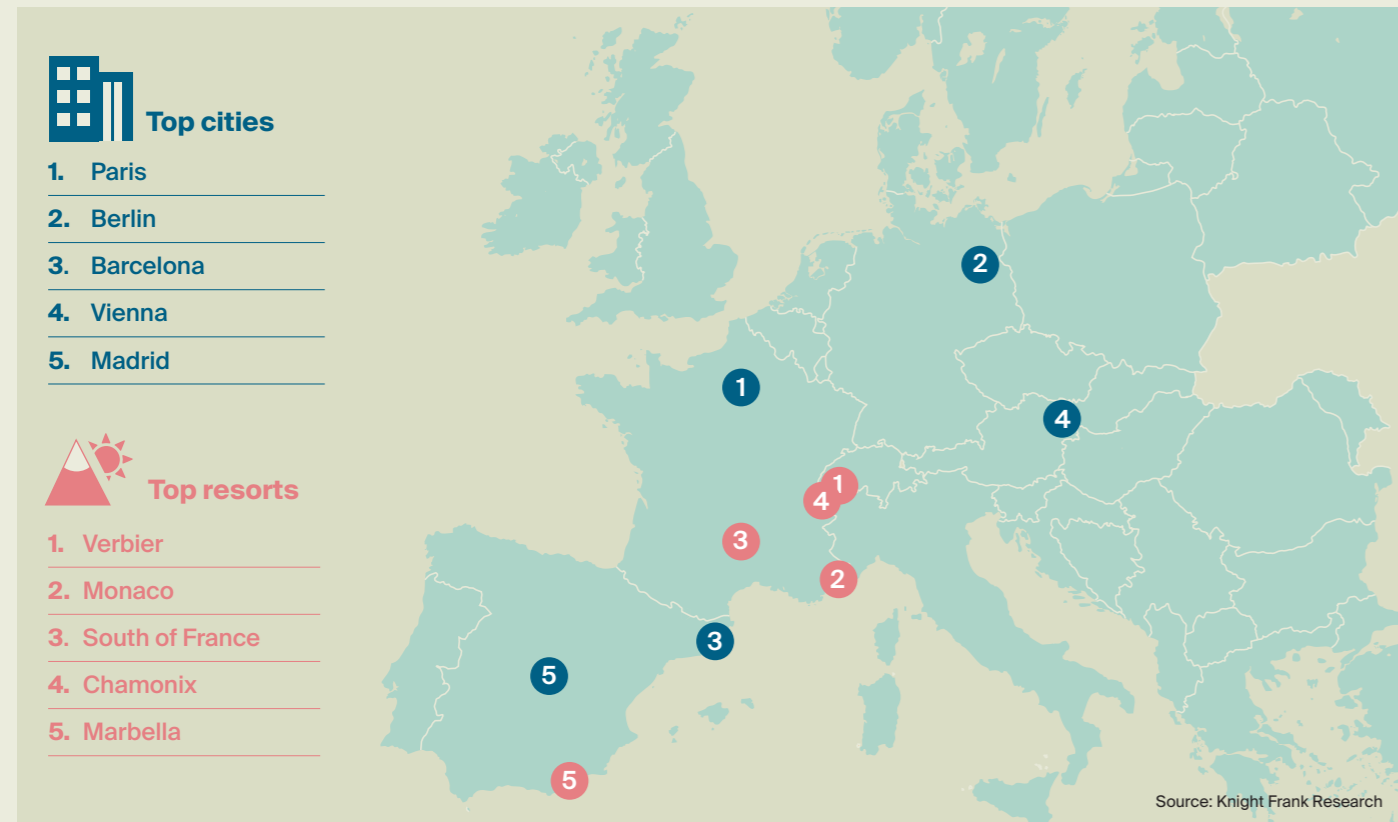 Top cities
1. Paris
2. Berlin
3. Barcelona
4. Vienna
5. Madrid
Top resorts
1. Verbier
2. Monaco
3. South of France
4. Chamonix
5. Marbella
2
1
4
1
4
3
2
3
5
5
Source: Knight Frank Research